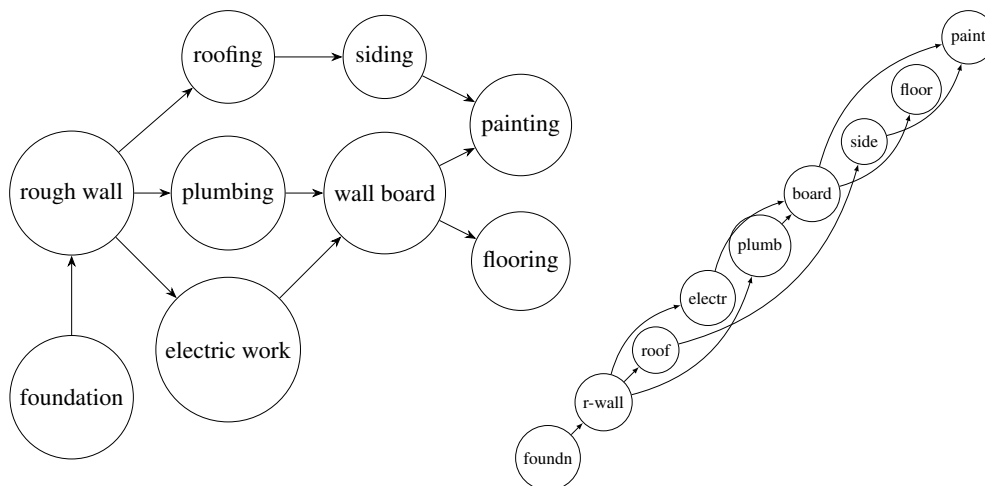 roofing
siding
painting
rough wall
plumbing
wall board
flooring
electric work
foundation
paint
floor
side
board
plumb
electr
roof
r-wall
foundn